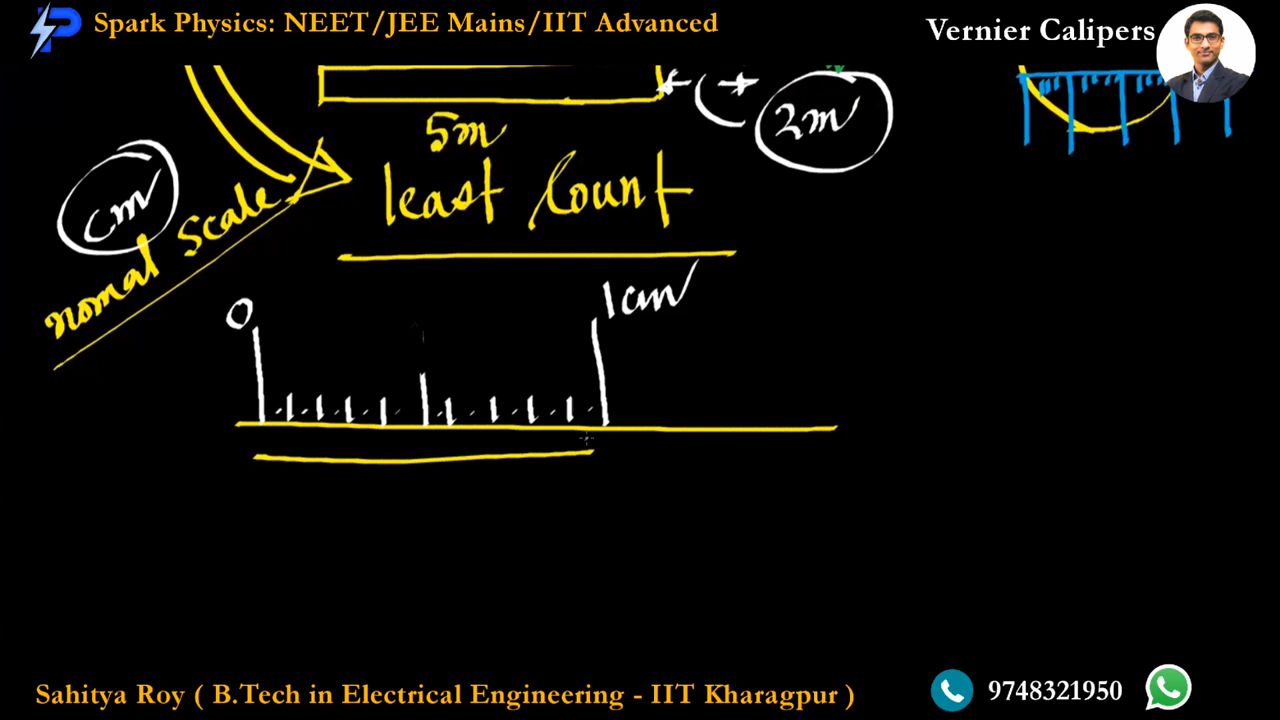 Spark Physics: NEET/JEE Mains/IIT Advanced
Vernier Calipers
5m
2m
least Count
cm
normal scale
0
1cm
Sahitya Roy ( B.Tech in Electrical Engineering - IIT Kharagpur )
9748321950